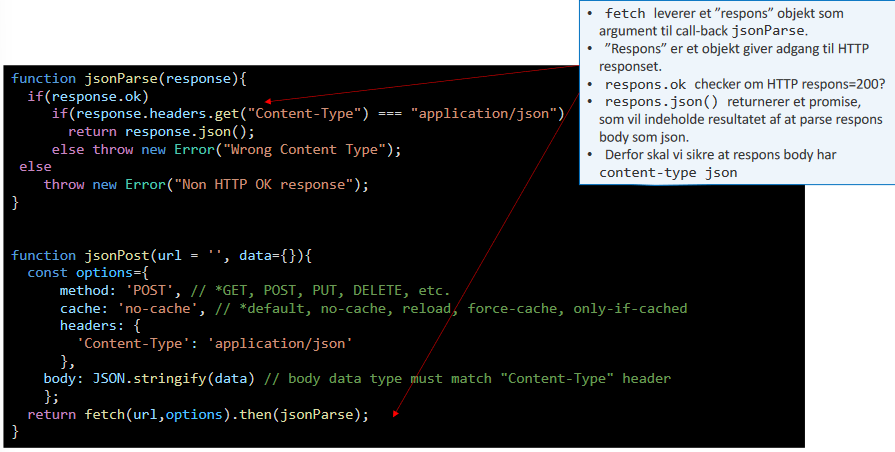 • fetch leverer et ”respons” objekt som
argument til call-back jsonParse.
• ”Respons” er et objekt giver adgang til HTTP
responset.
• respons.ok checker om HTTP respons=200?
• respons.json() returnerer et promise,
som vil indeholde resultatet af at parse respons
body som json.
• Derfor skal vi sikre at respons body har
content-type json
function jsonParse(response){
  if(response.ok)
     if(response.headers.get("Content-Type") === "application/json")
       return response.json();
     else throw new Error("Wrong Content Type");
 else
    throw new Error("Non HTTP OK response");
}
function jsonPost(url = '', data={}){
  const options={
      method: 'POST', // *GET, POST, PUT, DELETE, etc.
      cache: 'no-cache', // *default, no-cache, reload, force-cache, only-if-cached
      headers: {
        'Content-Type': 'application/json'
      },
    body: JSON.stringify(data) // body data type must match "Content-Type" header
    };
  return fetch(url,options).then(jsonParse);
}